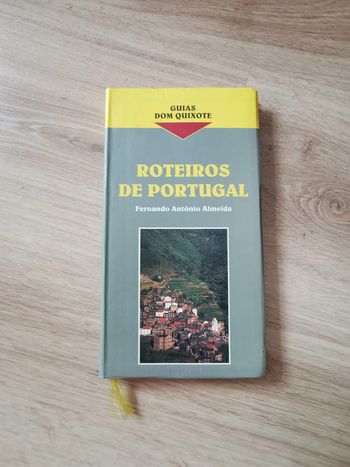 GUIAS
DOM QUIXOTE
ROTEIROS
DE PORTUGAL
Fernando António Almeida